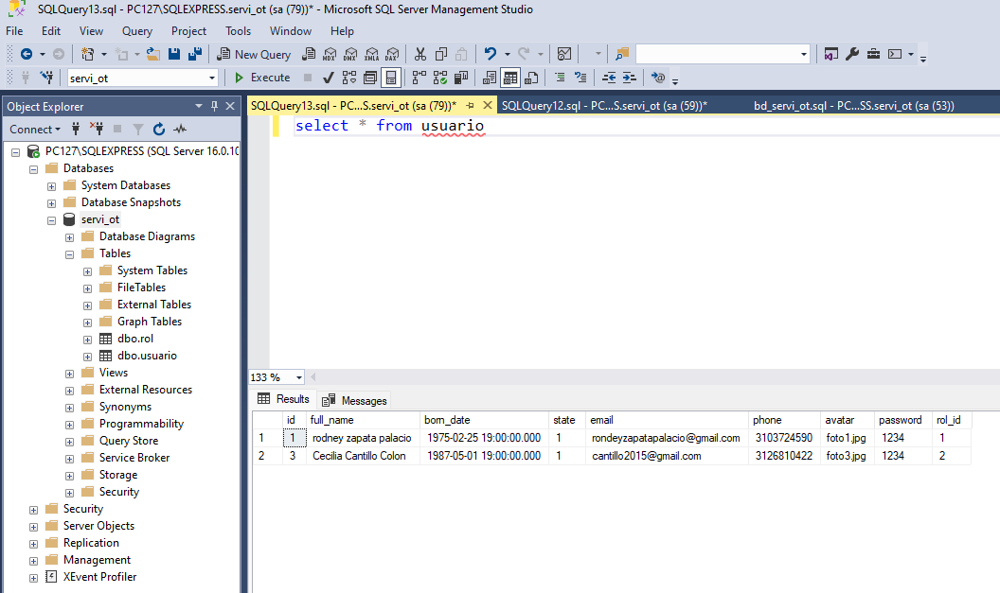 SQLQuery13.sql - PC127\SQLEXPRESS.servi_ot (sa (79))* - Microsoft SQL Server Management Studio
File Edit View Query Project Tools Window Help
New Query MDX DMX XMLA DAX
servi_ot Execute
Object Explorer
SQLQuery13.sql - PC...S.servi_ot (sa (79))* SQLQuery12.sql - PC...S.servi_ot (sa (59))* bd_servi_ot.sql - PC...SS.servi_ot (sa (53))
Connect
select * from usuario
PC127\SQLEXPRESS (SQL Server 16.0.10
Databases
System Databases
Database Snapshots
servi_ot
Database Diagrams
Tables
System Tables
FileTables
External Tables
Graph Tables
dbo.rol
dbo.usuario
Views
External Resources
Synonyms
Programmability
Query Store
Service Broker
Storage
Security
Security
Server Objects
Replication
Management
XEvent Profiler
133 %
Results Messages
id full_name born_date state email phone avatar password rol_id
1 1 rodney zapata palacio 1975-02-25 19:00:00.000 1 rondeyzapatapalacio@gmail.com 3103724590 foto1.jpg 1234 1
2 3 Cecilia Cantillo Colon 1987-05-01 19:00:00.000 1 cantillo2015@gmail.com 3126810422 foto3.jpg 1234 2